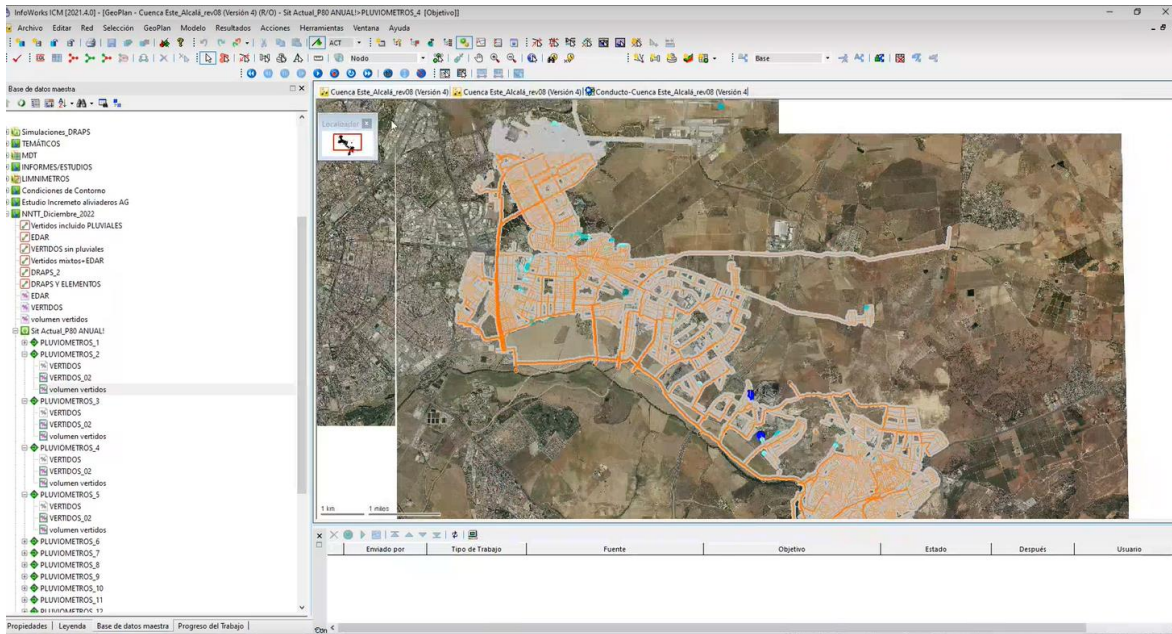 InfoWorks ICM [2021.4.0] - [GeoPlan - Cuenca Este_Alcalá_rev08 (Versión 4) (R/O) - Sit Actual_P80 ANUAL!>PLUVIOMETROS_4 [Objetivo]]
Archivo Editar Red Selección GeoPlan Modelo Resultados Acciones Herramientas Ventana Ayuda
ACT
Nodo
Base
Base de datos maestra
Cuenca Este_Alcalá_rev08 (Versión 4) Cuenca Este_Alcalá_rev08 (Versión 4) Conducto-Cuenca Este_Alcalá_rev08 (Versión 4
Localizador
Simulaciones_DRAPS
TEMÁTICOS
MDT
INFORMES/ESTUDIOS
LIMNIMETROS
Condiciones de Contorno
Estudio Incremeto aliviaderos AG
NNTT_Diciembre_2022
Vertidos incluido PLUVIALES
EDAR
VERTIDOS sin pluviales
Vertidos mixtos+EDAR
DRAPS_2
DRAPS Y ELEMENTOS
EDAR
VERTIDOS
volumen vertidos
Sit Actual_P80 ANUAL!
PLUVIOMETROS_1
PLUVIOMETROS_2
VERTIDOS
VERTIDOS_02
volumen vertidos
PLUVIOMETROS_3
VERTIDOS
VERTIDOS_02
volumen vertidos
PLUVIOMETROS_4
VERTIDOS
VERTIDOS_02
volumen vertidos
PLUVIOMETROS_5
VERTIDOS
VERTIDOS_02
volumen vertidos
PLUVIOMETROS_6
PLUVIOMETROS_7
PLUVIOMETROS_8
PLUVIOMETROS_9
PLUVIOMETROS_10
PLUVIOMETROS_11
PLUVIOMETROS_12
1 km 1 miles
Enviado por Tipo de Trabajo Fuente Objetivo Estado Después Usuario
Propiedades Leyenda Base de datos maestra Progreso del Trabajo
Con